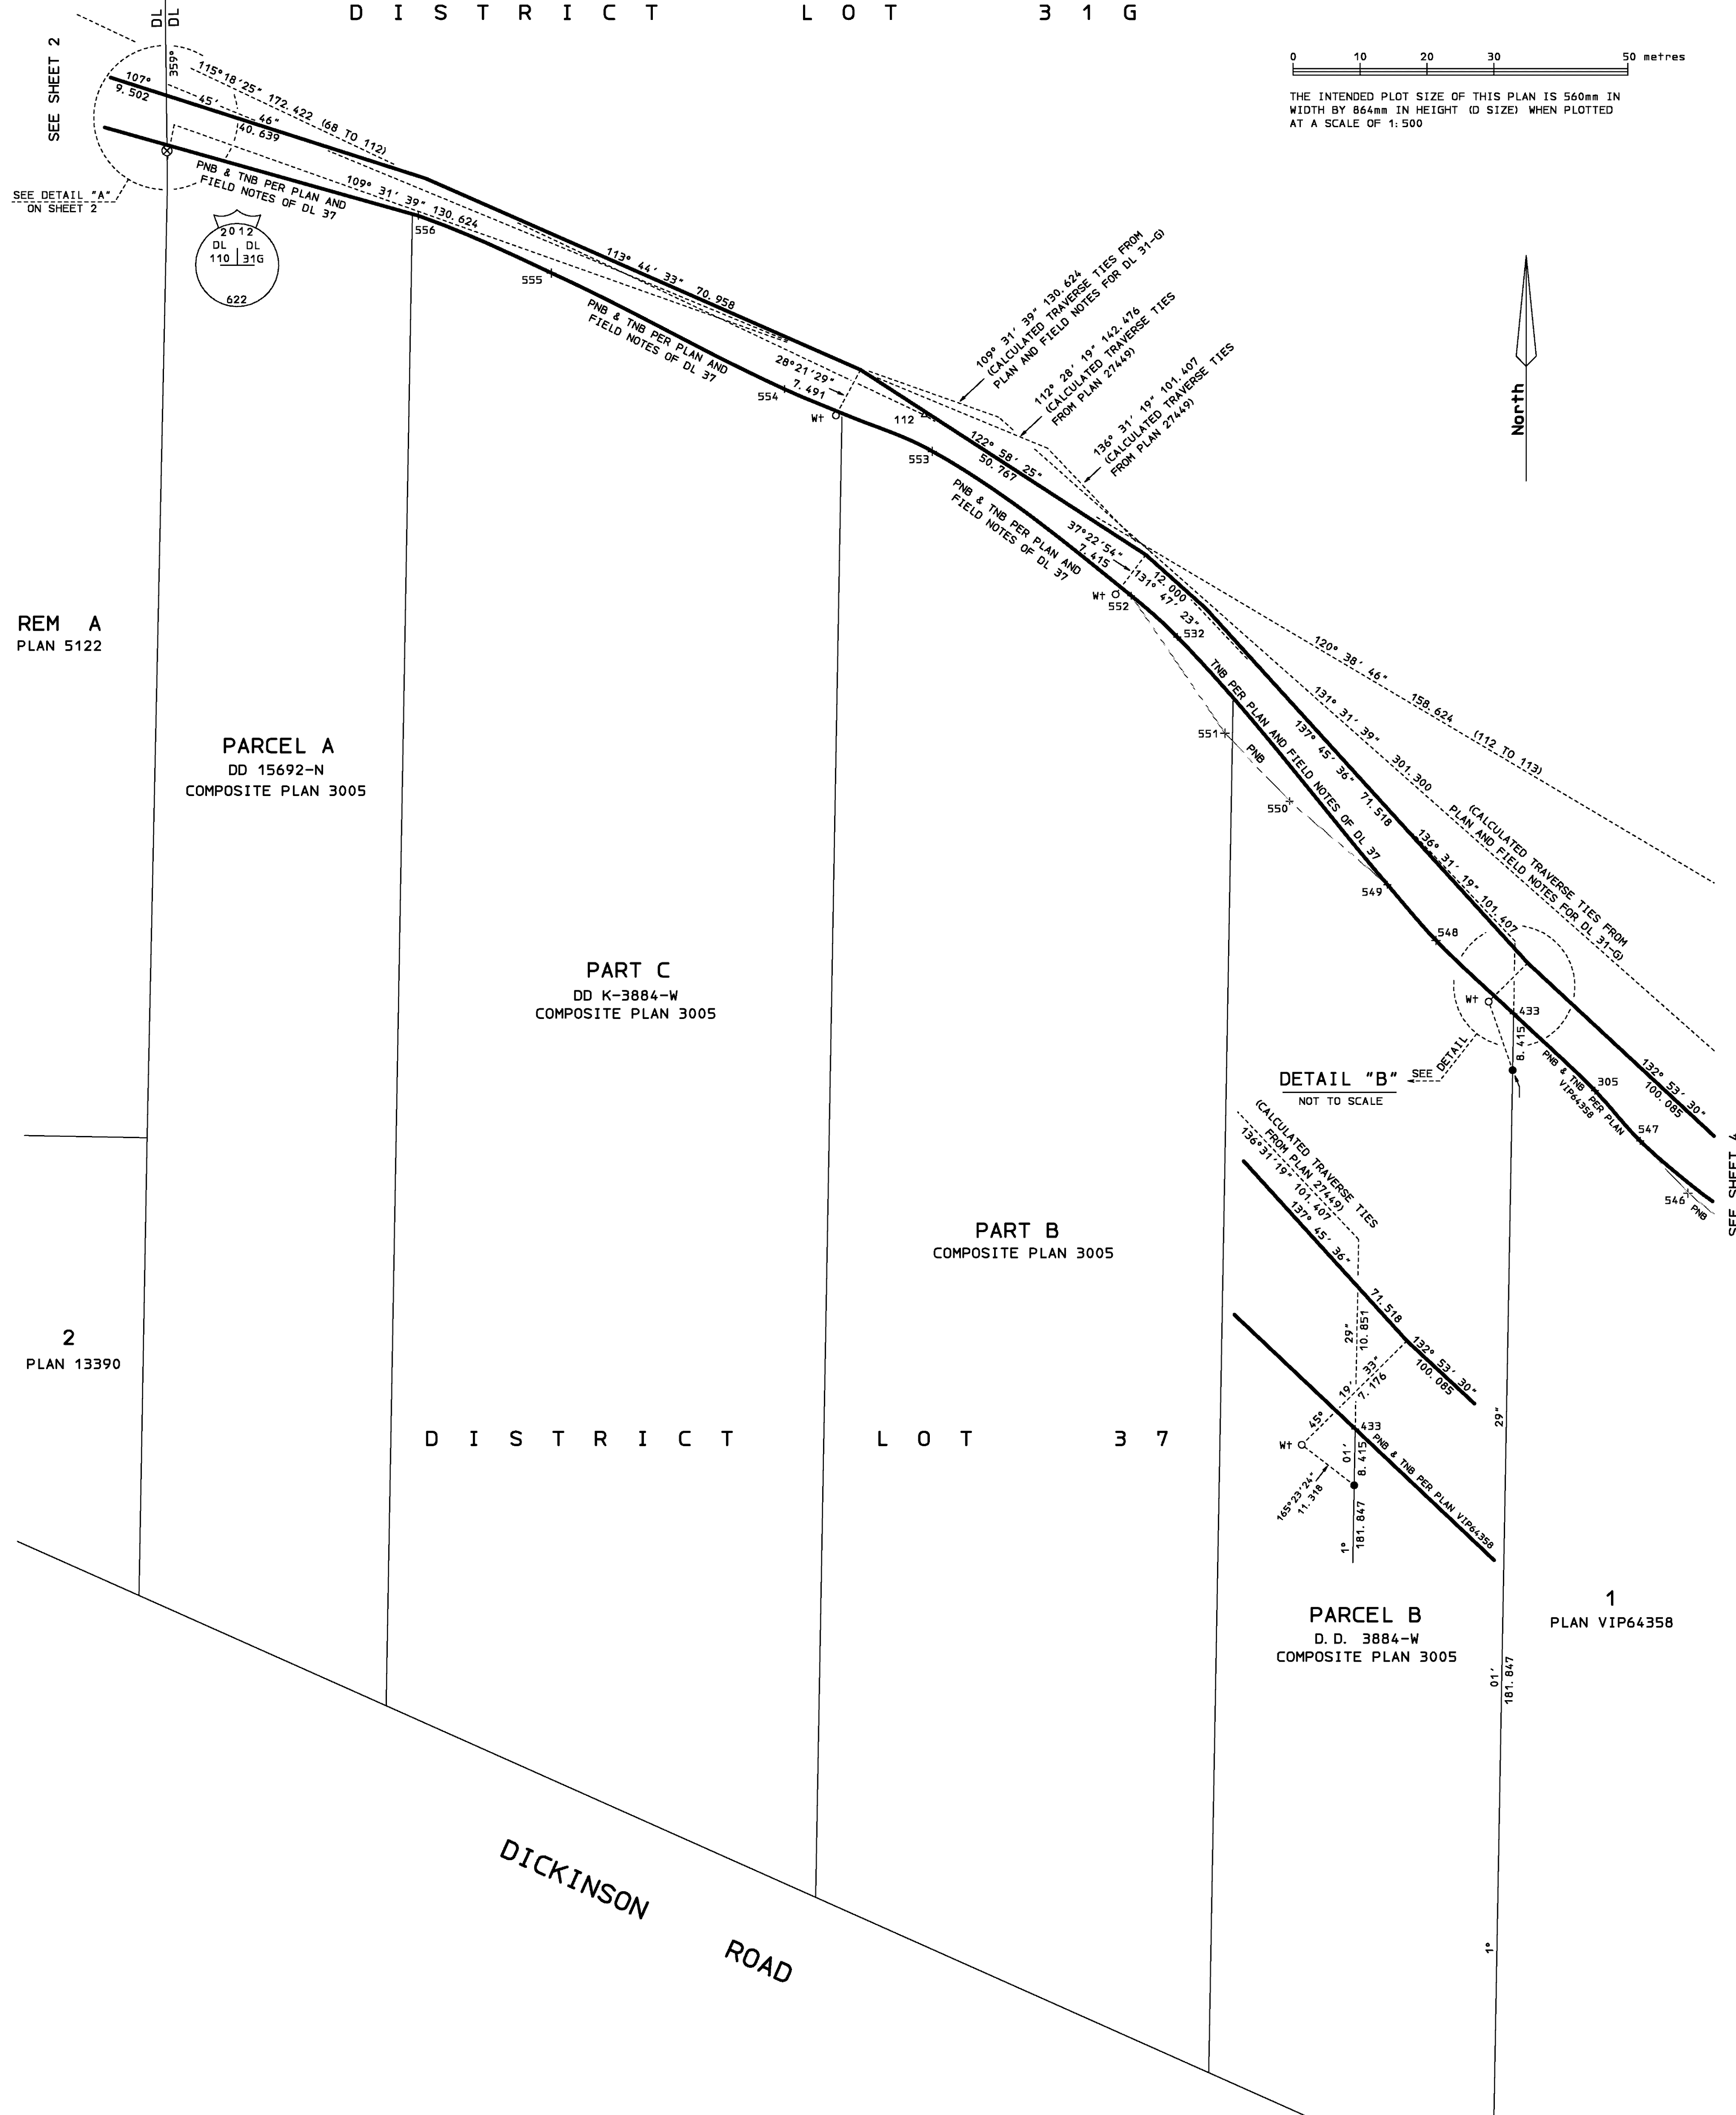 DISTRICT LOT 31G
DL
DL
359°
SEE SHEET 2
107°
9.502
45'
46"
40.639
115°18'25" 172.422 (68 TO 112)
PNB & TNB PER PLAN AND
FIELD NOTES OF DL 37
109° 31' 39" 130.624
SEE DETAIL "A"
ON SHEET 2
2012
DL DL
110 31G
622
556
555
113° 44' 33" 70.958
PNB & TNB PER PLAN AND
FIELD NOTES OF DL 37
28°21'29"
7.491
554
Wt
112
553
0 10 20 30 50 metres
THE INTENDED PLOT SIZE OF THIS PLAN IS 560mm IN
WIDTH BY 864mm IN HEIGHT (D SIZE) WHEN PLOTTED
AT A SCALE OF 1:500
North
109° 31' 39" 130.624
(CALCULATED TRAVERSE TIES FROM
PLAN AND FIELD NOTES FOR DL 31-G)
112° 28' 19" 142.476
(CALCULATED TRAVERSE TIES
FROM PLAN 27449)
136° 31' 19" 101.407
(CALCULATED TRAVERSE TIES
FROM PLAN 27449)
122° 58' 25"
50.767
PNB & TNB PER PLAN AND
FIELD NOTES OF DL 37
37°22'54"
7.415
12.000
131° 47' 23"
Wt
552
532
120° 38' 46" 158.624 (112 TO 113)
131° 31' 39" 301.300
(CALCULATED TRAVERSE TIES FROM
PLAN AND FIELD NOTES FOR DL 31-G)
TNB PER PLAN AND FIELD NOTES OF DL 37
137° 45' 36" 71.518
136° 31' 19" 101.407
551
PNB
550
549
548
Wt
433
8.415
SEE DETAIL
132° 53' 30"
100.085
PNB & TNB PER PLAN
VIP64358
305
547
546
PNB
SEE SHEET 4
REM A
PLAN 5122
PARCEL A
DD 15692-N
COMPOSITE PLAN 3005
PART C
DD K-3884-W
COMPOSITE PLAN 3005
PART B
COMPOSITE PLAN 3005
2
PLAN 13390
DISTRICT LOT 37
DETAIL "B"
NOT TO SCALE
(CALCULATED TRAVERSE TIES
FROM PLAN 27449)
136°31'19" 101.407
137° 45' 36" 71.518
29"
10.851
132° 53' 30"
100.085
45° 19' 33"
7.176
433
Wt
01'
8.415
165°23'24"
11.318
PNB & TNB PER PLAN VIP64358
1°
181.847
29"
01'
181.847
1°
PARCEL B
D.D. 3884-W
COMPOSITE PLAN 3005
1
PLAN VIP64358
DICKINSON ROAD